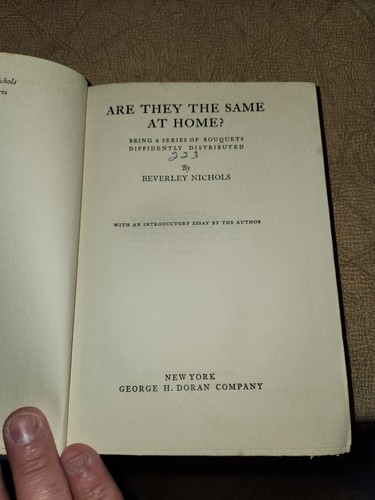 ARE THEY THE SAME
AT HOME?
BEING A SERIES OF BOUQUETS
DIFFIDENTLY DISTRIBUTED
223
By
BEVERLEY NICHOLS
WITH AN INTRODUCTORY ESSAY BY THE AUTHOR
NEW YORK
GEORGE H. DORAN COMPANY